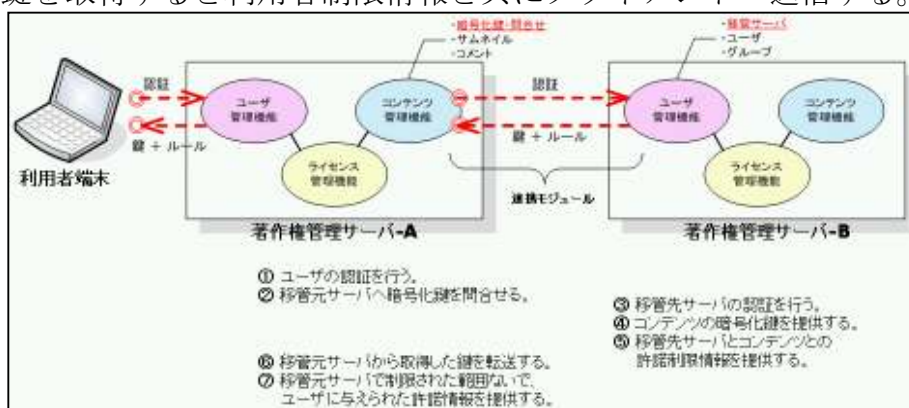 鍵を取得すると利用者制限情報と共にクライアントへ送信する。
・暗号化鍵-問合せ
・サムネイル
・コメント
・移管サーバ
・ユーザ
・グループ
認証
ユーザ
管理機能
コンテンツ
管理機能
認証
ユーザ
管理機能
コンテンツ
管理機能
鍵 + ルール
鍵 + ルール
ライセンス
管理機能
ライセンス
管理機能
利用者端末
連携モジュール
著作権管理サーバ-A
著作権管理サーバ-B
① ユーザの認証を行う。
② 移管元サーバへ暗号化鍵を問合せる。
③ 移管先サーバの認証を行う。
④ コンテンツの暗号化鍵を提供する。
⑤ 移管先サーバとコンテンツとの
許諾制限情報を提供する。
⑥ 移管元サーバから取得した鍵を転送する。
⑦ 移管元サーバで制限された範囲ないで、
ユーザに与えられた許諾情報を提供する。